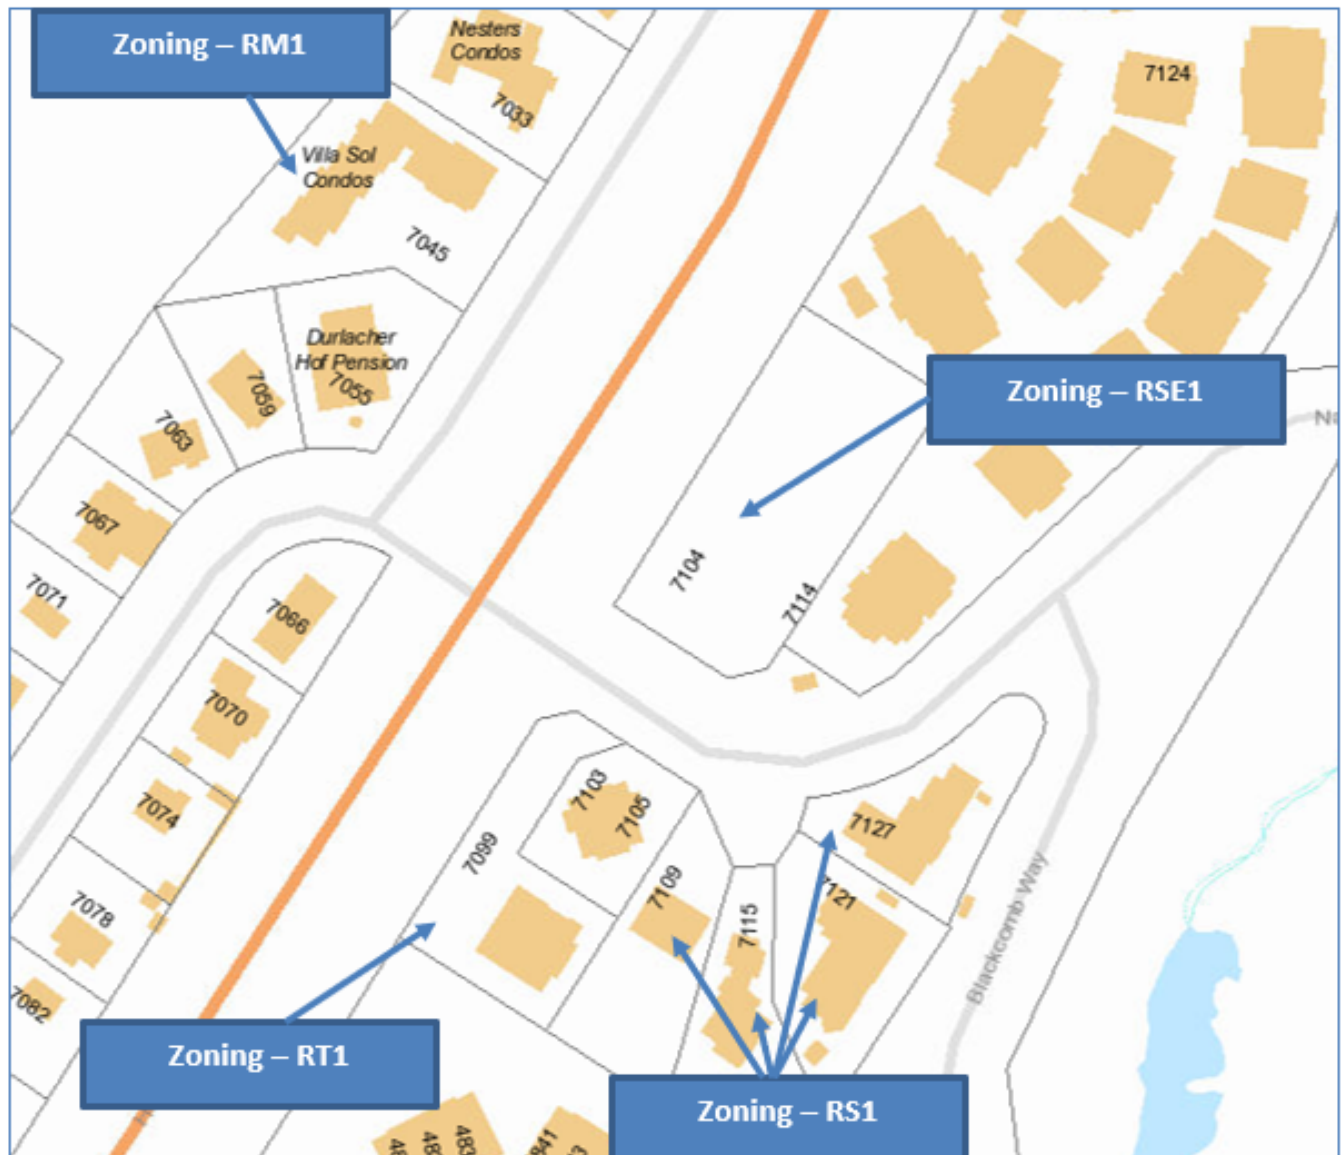 Zoning – RM1
Nesters
Condos
7033
7124
Villa Sol
Condos
7045
Durlacher
Hof Pension
7055
7059
7063
Zoning – RSE1
7067
7071
7104
7114
7066
7070
7074
7103
7105
7127
7099
7109
7121
7115
7078
7082
Blackcomb Way
Zoning – RT1
Zoning – RS1